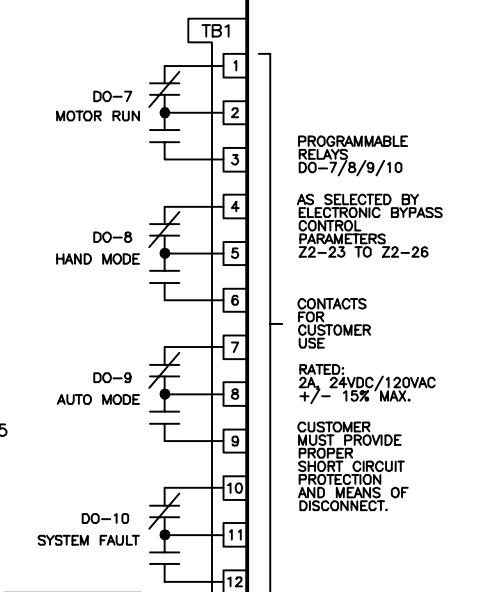 TB1
1
DO-7
MOTOR RUN
2
3
4
DO-8
HAND MODE
5
6
7
DO-9
AUTO MODE
8
9
10
DO-10
SYSTEM FAULT
11
12
5
PROGRAMMABLE
RELAYS
DO-7/8/9/10
AS SELECTED BY
ELECTRONIC BYPASS
CONTROL
PARAMETERS
Z2-23 TO Z2-26
CONTACTS
FOR
CUSTOMER
USE
RATED:
2A, 24VDC/120VAC
+/- 15% MAX.
CUSTOMER
MUST PROVIDE
PROPER
SHORT CIRCUIT
PROTECTION
AND MEANS OF
DISCONNECT.